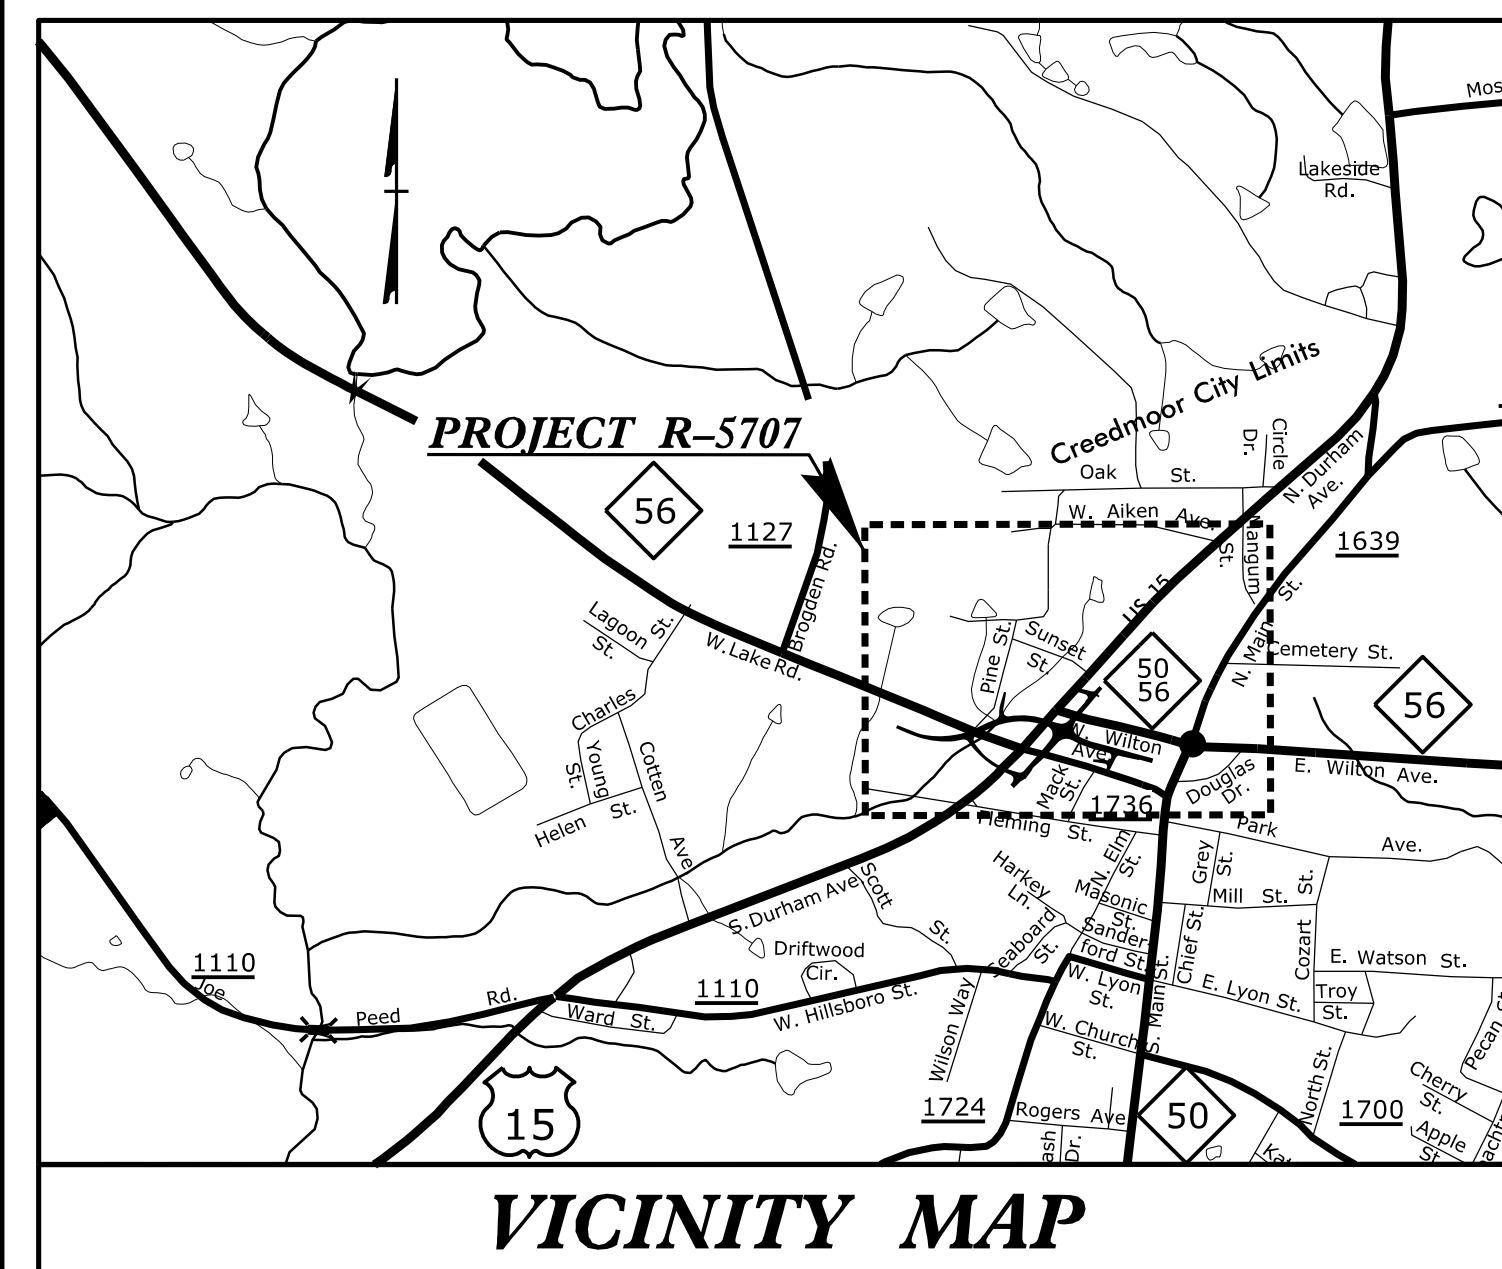 Lakeside
Rd.
Creedmoor City Limits
PROJECT R-5707
Circle
Dr.
N. Durham
Ave.
Oak St.
W. Aiken Ave.
56
1127
1639
Mangum
St.
Brogden Rd.
US 15
N. Main St.
Lagoon
St.
St.
W. Lake Rd.
Pine St.
Sunset
St.
Cemetery St.
50
56
56
Charles
Young
St.
Cotten
Ave.
Helen St.
W. Wilton
Ave.
E. Wilton Ave.
Mack
St.
1736
Douglas
Dr.
Fleming St.
Park Ave.
N. Elm
St.
Grey
St.
Harkey
Ln.
Masonic
St.
Mill St.
St.
Cozart
Scott
St.
S. Durham Ave.
Sander-
ford St.
Chief St.
Seaboard
St.
Driftwood
Cir.
E. Watson St.
1110
Joe
Peed
Rd.
1110
W. Lyon
St.
E. Lyon St.
Troy
St.
Ward St.
W. Hillsboro St.
Wilson Way
S. Main St.
W. Church
St.
North St.
Cherry
St.
15
1724
Rogers Ave
50
1700
Apple
Dr.
VICINITY MAP